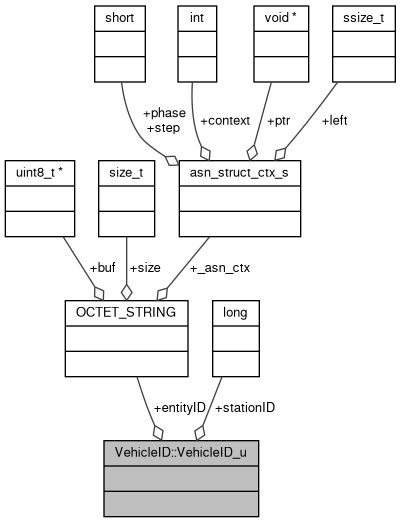 short
int
void *
ssize_t
+phase
+step
+context
+ptr
+left
uint8_t *
size_t
asn_struct_ctx_s
+buf
+size
+_asn_ctx
OCTET_STRING
long
+entityID
+stationID
VehicleID::VehicleID_u